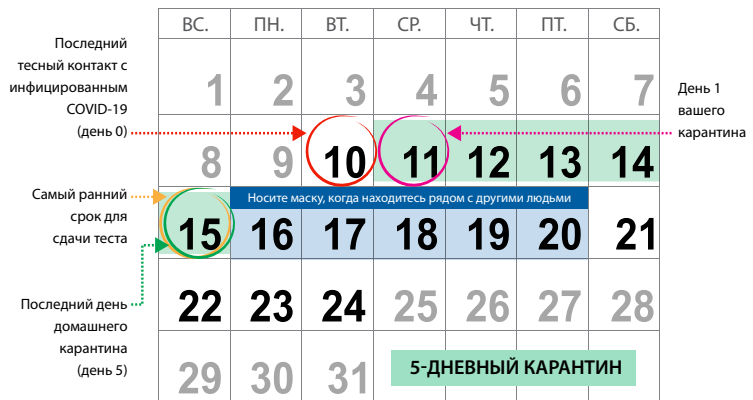 ВС. ПН. ВТ. СР. ЧТ. ПТ. СБ.
Последний
тесный контакт с
инфицированным
COVID-19
(день 0)
1 2 3 4 5 6 7
День 1
вашего
карантина
8 9 10 11 12 13 14
Самый ранний
срок для
сдачи теста
Носите маску, когда находитесь рядом с другими людьми
15 16 17 18 19 20 21
Последний день
домашнего
карантина
(день 5)
22 23 24 25 26 27 28
29 30 31
5-ДНЕВНЫЙ КАРАНТИН